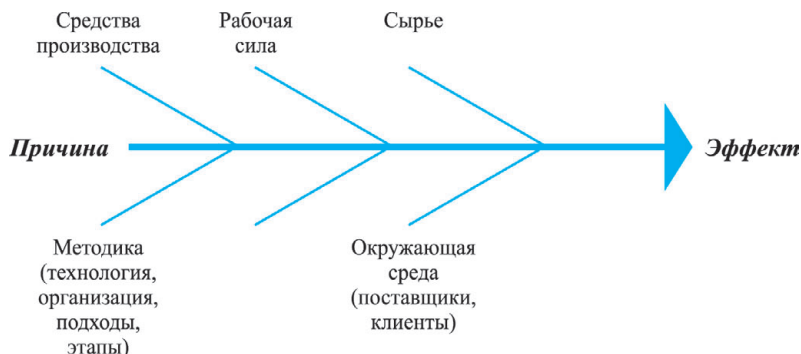 Средства
производства
Рабочая
сила
Сырье
Причина
Эффект
Методика
(технология,
организация,
подходы,
этапы)
Окружающая
среда
(поставщики,
клиенты)